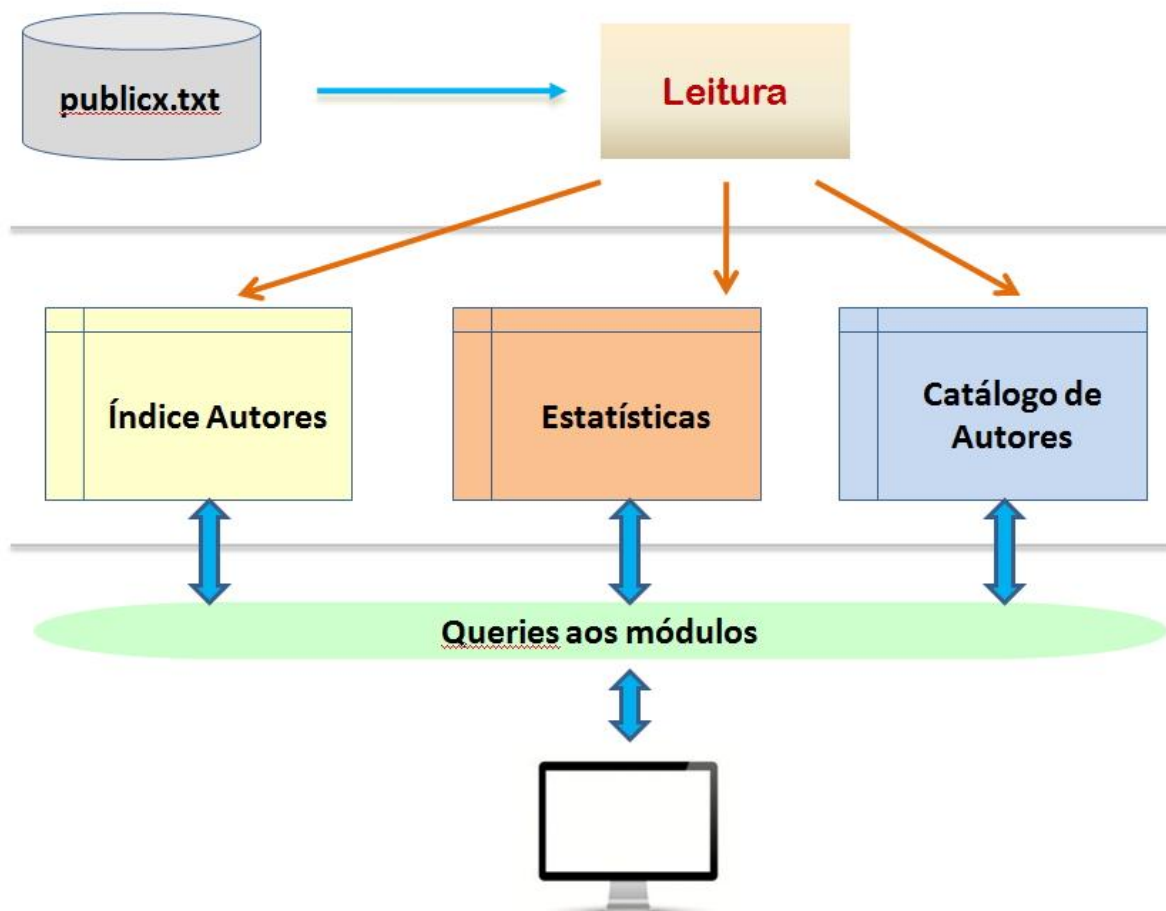 publicx.txt
Leitura
Índice Autores
Estatísticas
Catálogo de
Autores
Queries aos módulos